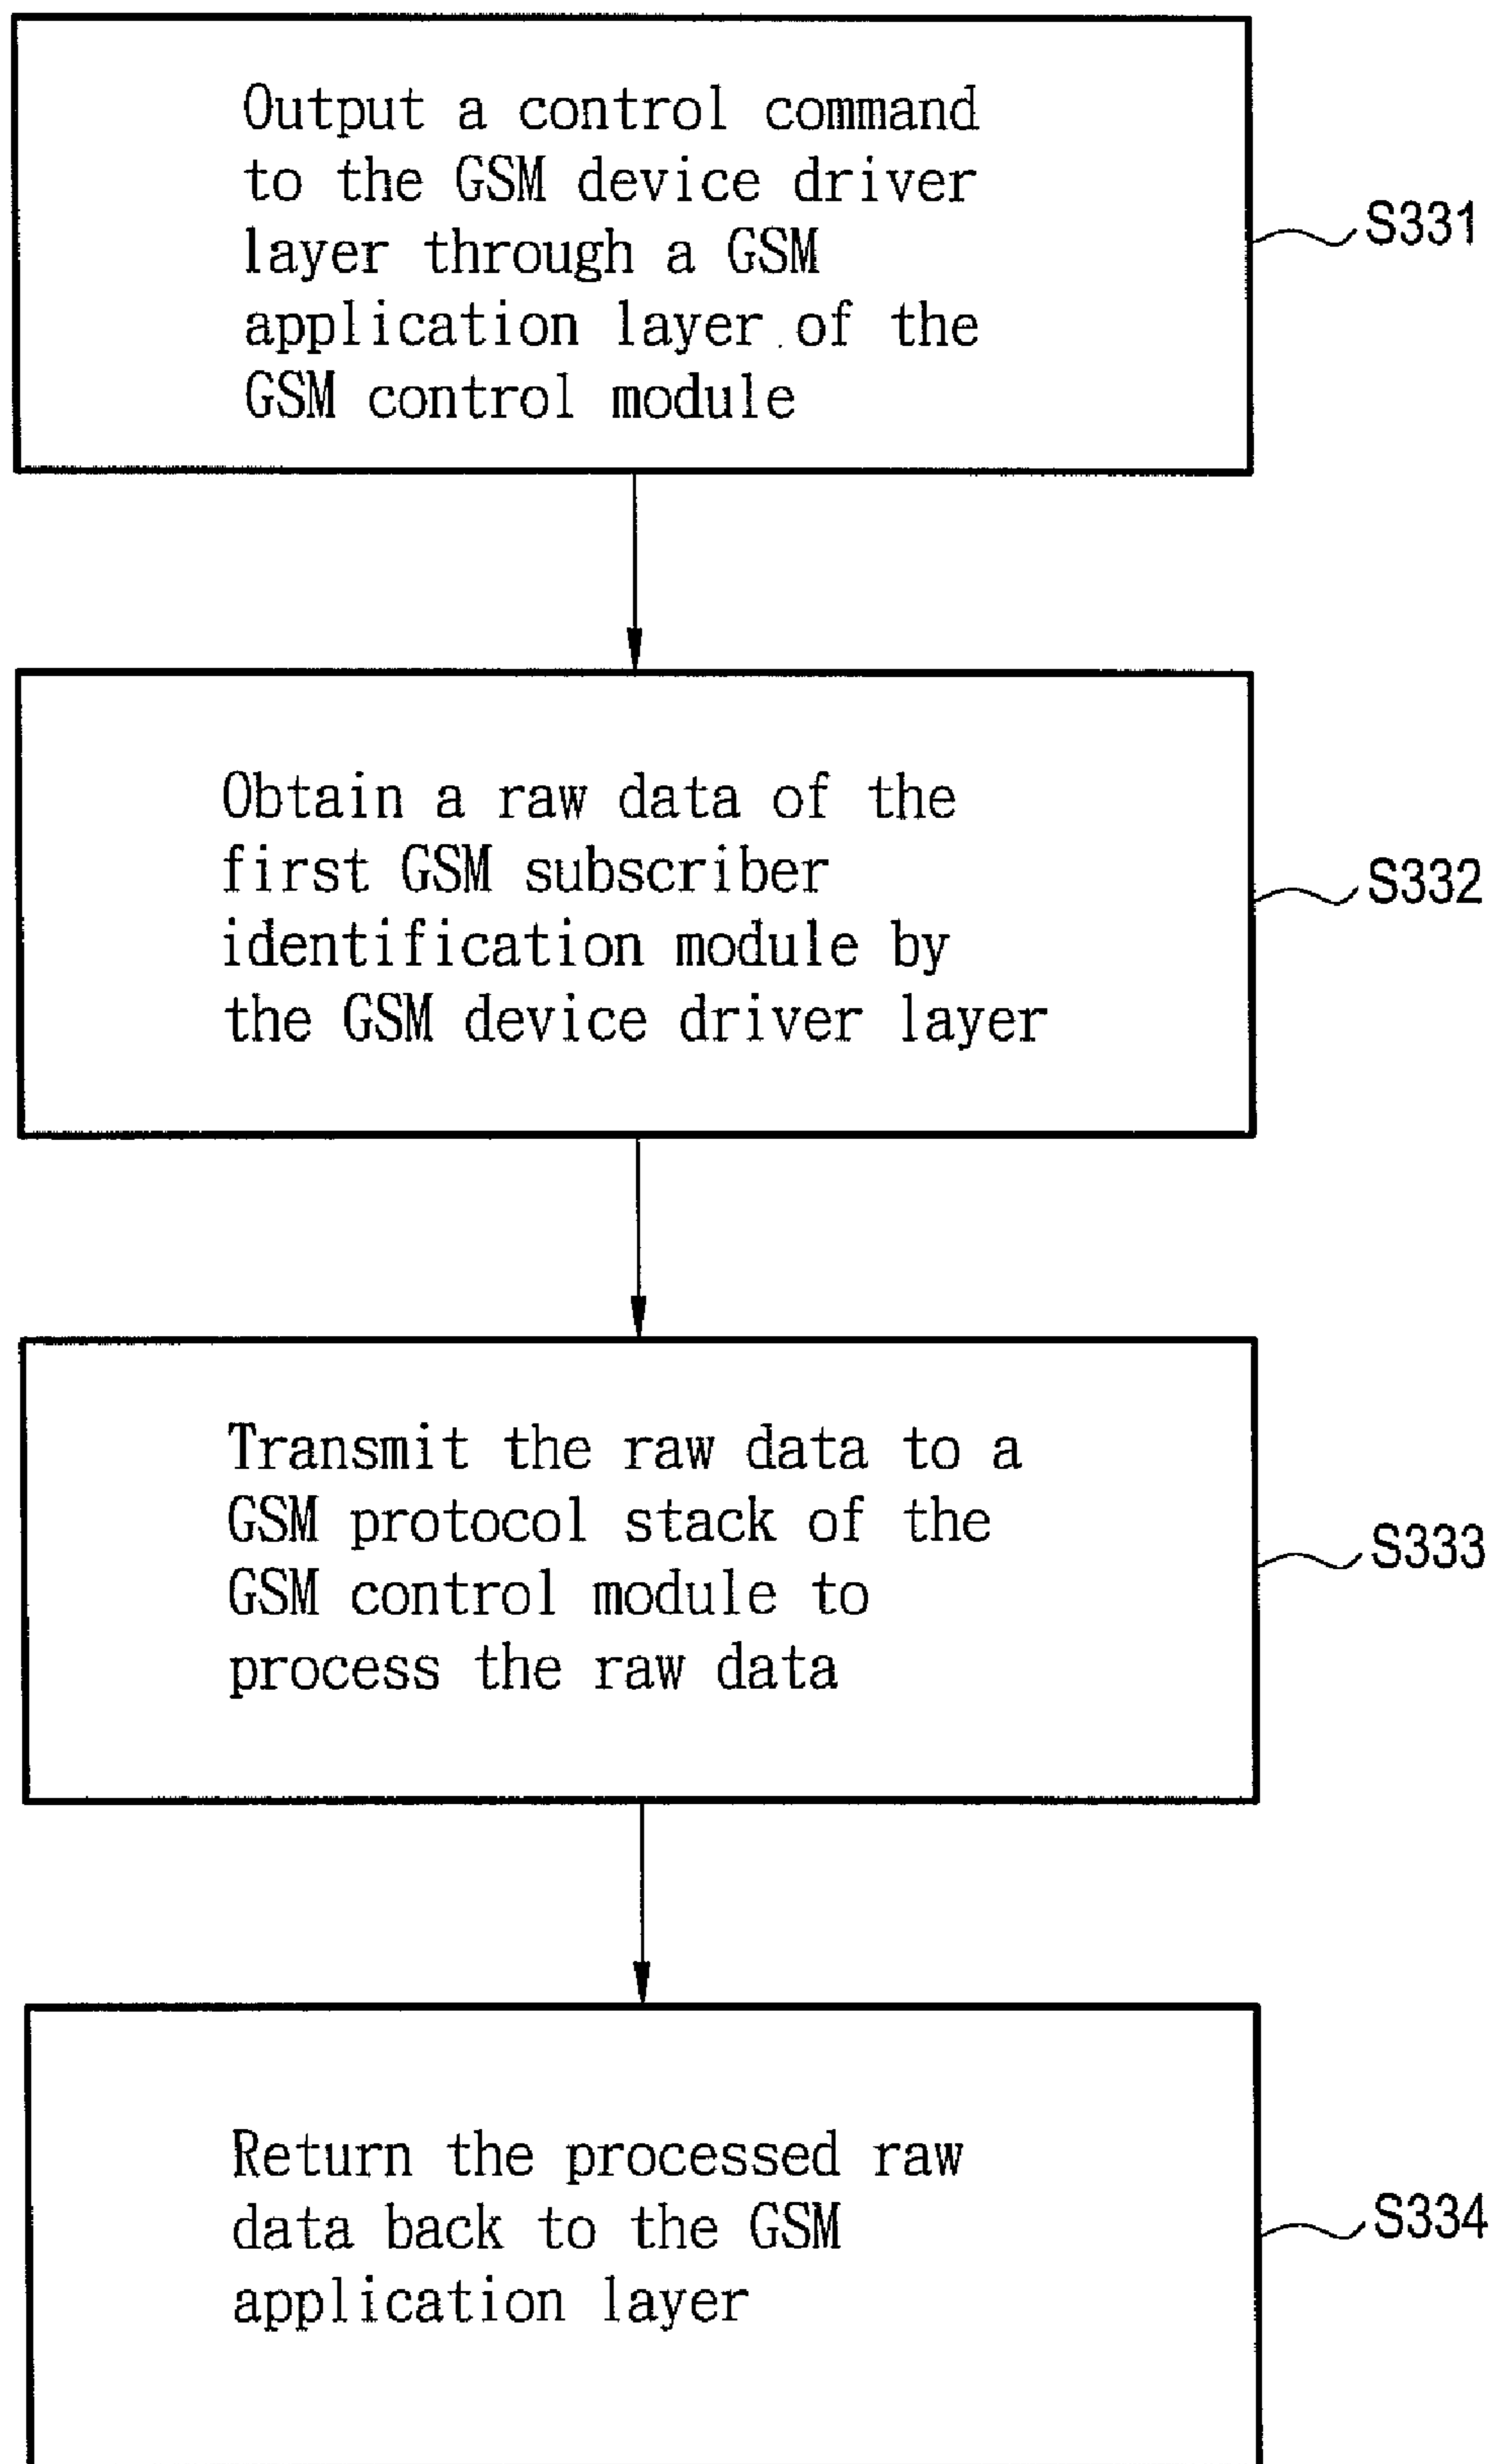 Output a control command
to the GSM device driver
layer through a GSM
application layer of the
GSM control module
S331
Obtain a raw data of the
first GSM subscriber
identification module by
the GSM device driver layer
S332
Transmit the raw data to a
GSM protocol stack of the
GSM control module to
process the raw data
S333
Return the processed raw
data back to the GSM
application layer
S334